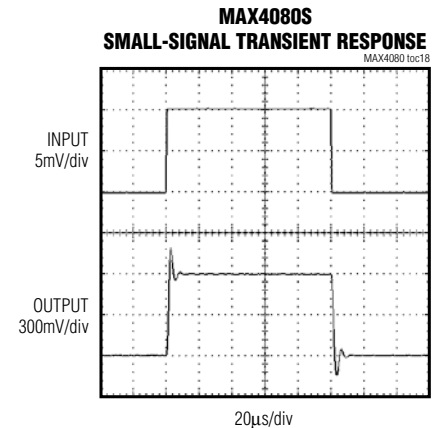 MAX4080S
SMALL-SIGNAL TRANSIENT RESPONSE
MAX4080 toc18
INPUT
5mV/div
OUTPUT
300mV/div
20μs/div